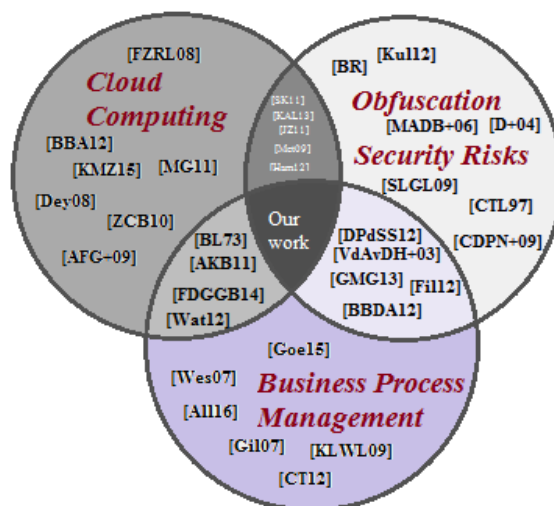 [FZRL08]
Cloud
Computing
[BBA12]
[KMZ15]
[MG11]
[Dey08]
[ZCB10]
[AFG+09]
[SK11]
[KAL13]
[JZ11]
[Ham12]
[BR]
[Kul12]
Obfuscation
[MADB+06]
[D+04]
Security Risks
[SLGL09]
[CTL97]
[CDPN+09]
Our
work
[BL73]
[AKB11]
[FDGGB14]
[Wat12]
[DPdSS12]
[VdAvDH+03]
[GMG13]
[Fil12]
[BBDA12]
[Goe15]
[Wes07]
Business Process
Management
[All16]
[Gil07]
[KLWL09]
[CT12]